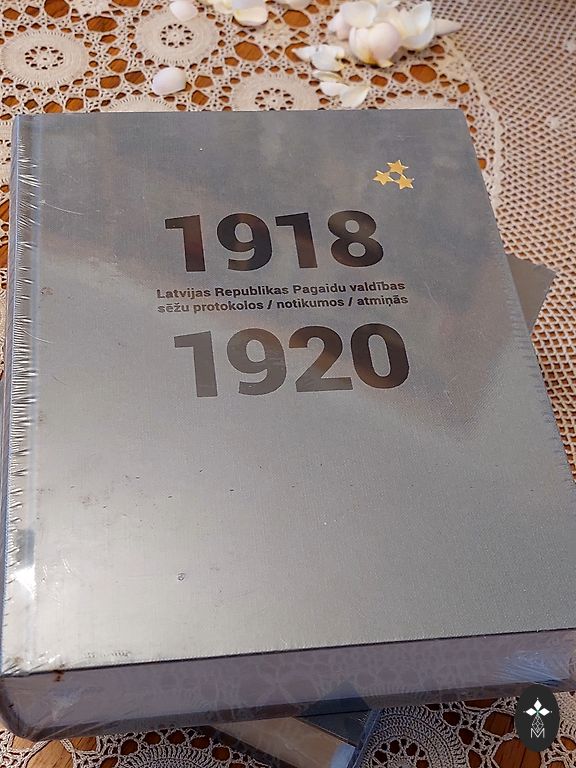 1918
Latvijas Republikas Pagaidu valdības
sēžu protokolos / notikumos / atmiņās
1920
M